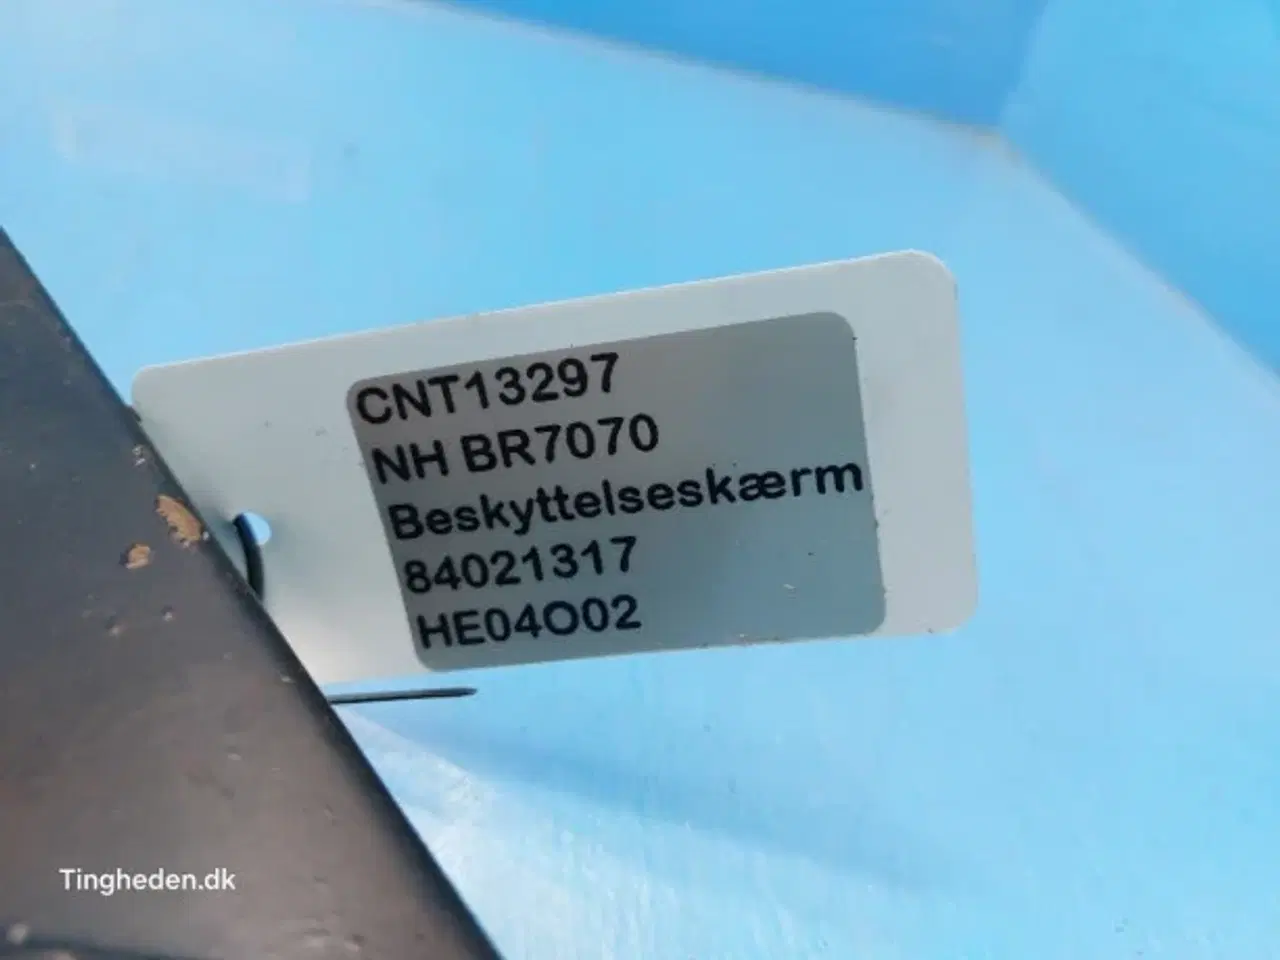 CNT13297
NH BR7070
Beskyttelseskærm
84021317
HE04O02
Tingheden.dk